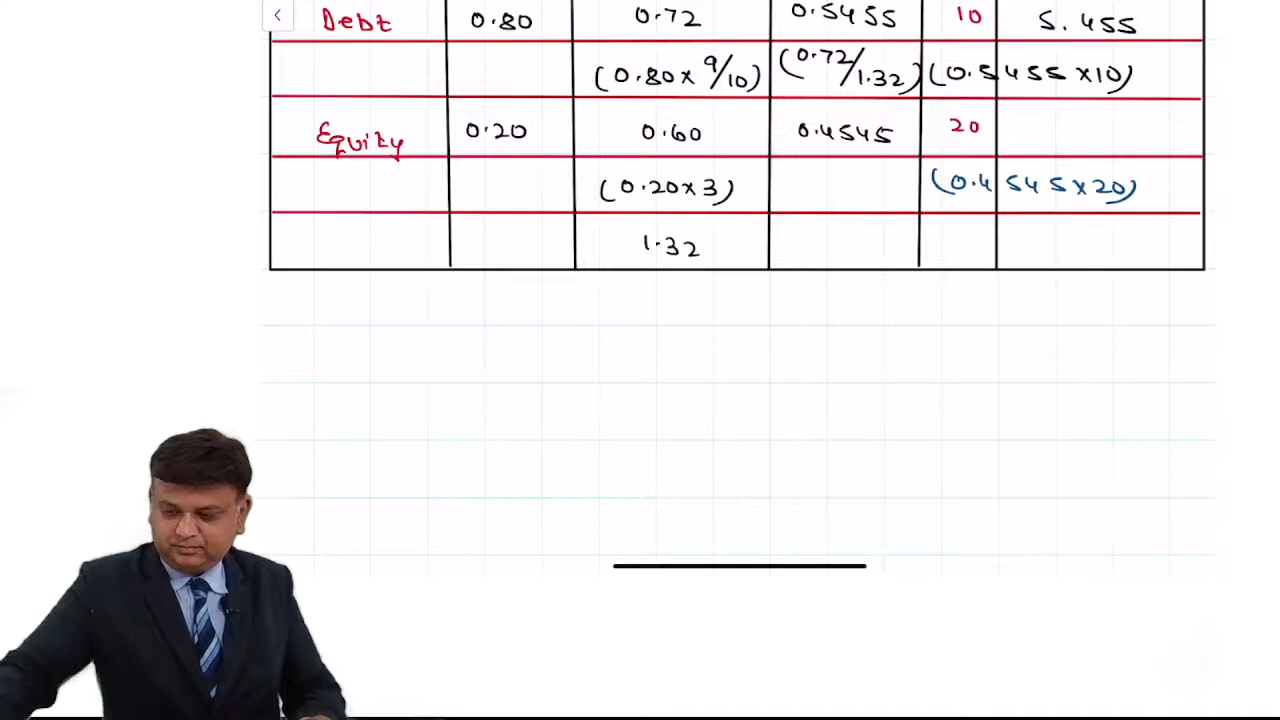 Debt 0.80 0.72 0.5455 10 5.455
(0.80×9/10) (0.72/1.32) (0.5455×10)
Equity 0.20 0.60 0.4545 20
(0.20×3) (0.4545×20)
1.32